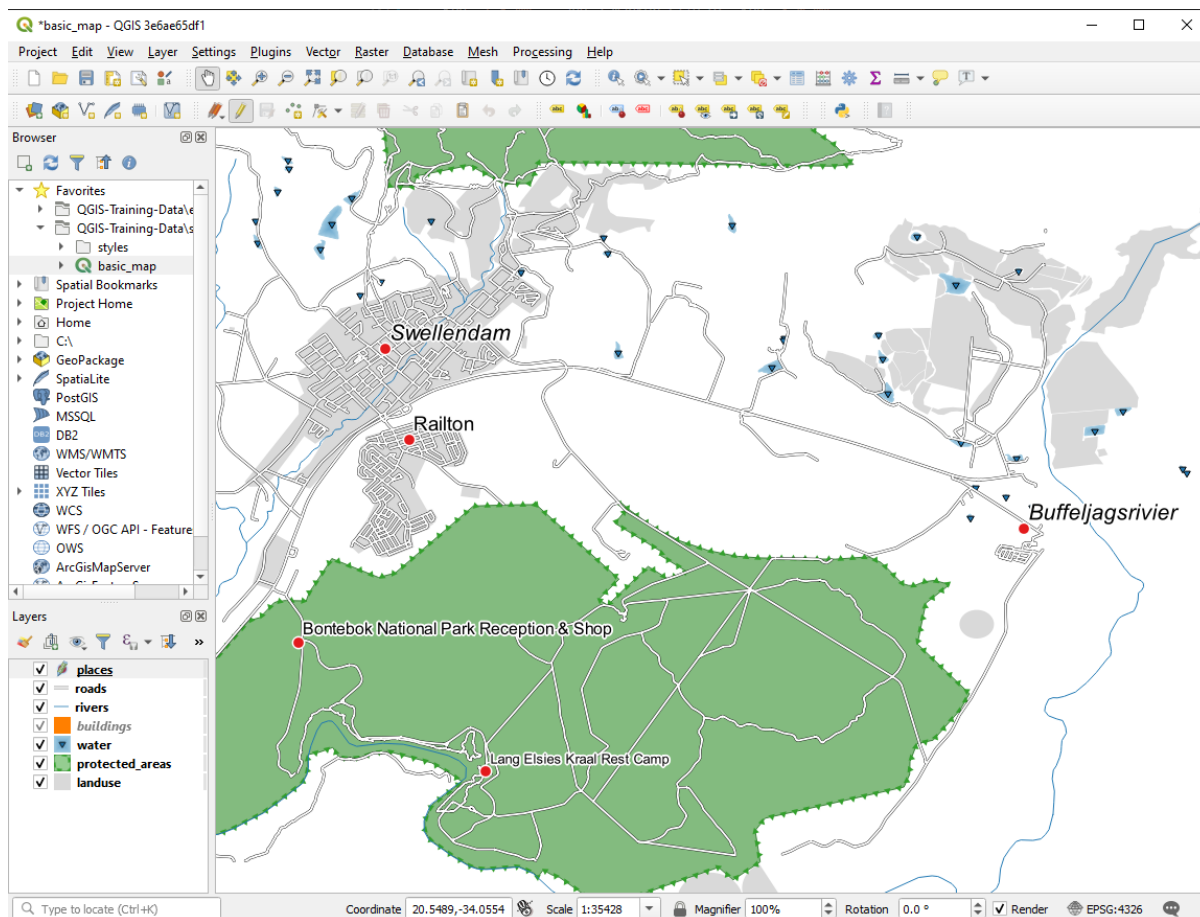 *basic_map - QGIS 3e6ae65df1
Project Edit View Layer Settings Plugins Vector Raster Database Mesh Processing Help
Browser
Favorites
QGIS-Training-Data\e
QGIS-Training-Data\s
styles
basic_map
Spatial Bookmarks
Project Home
Home
C:\
GeoPackage
SpatiaLite
PostGIS
MSSQL
DB2
WMS/WMTS
Vector Tiles
XYZ Tiles
WCS
WFS / OGC API - Feature
OWS
ArcGisMapServer
Layers
places
roads
rivers
buildings
water
protected_areas
landuse
Swellendam
Railton
Buffeljagsrivier
Bontebok National Park Reception & Shop
Lang Elsies Kraal Rest Camp
Type to locate (Ctrl+K)
Coordinate 20.5489,-34.0554 Scale 1:35428 Magnifier 100% Rotation 0.0 ° Render EPSG:4326